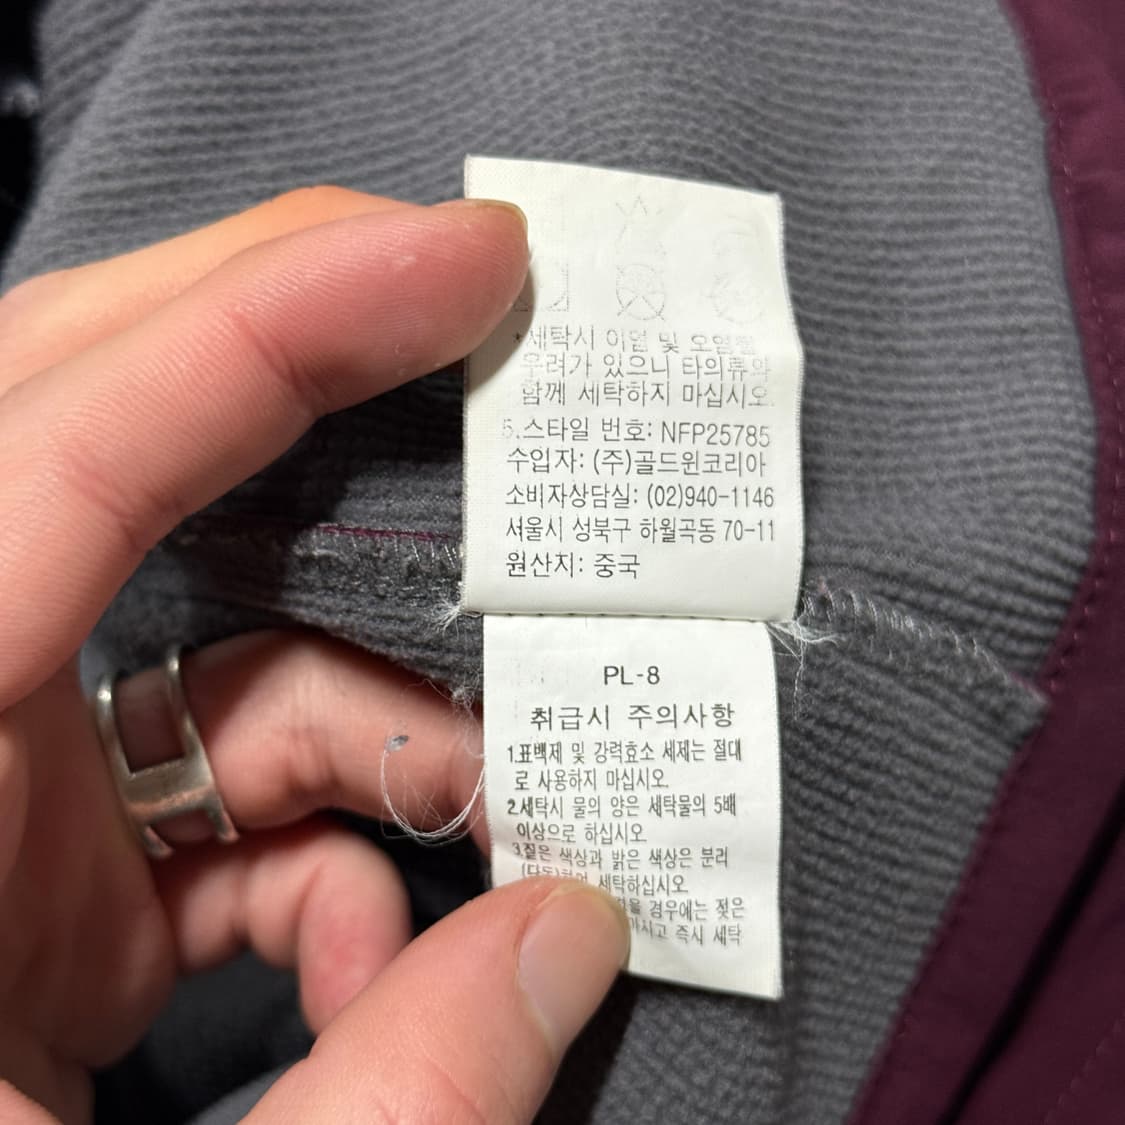 *세탁시 이염 및 오염될
우려가 있으니 타의류와
함께 세탁하지 마십시오.
5.스타일 번호: NFP25785
수입자: (주)골드윈코리아
소비자상담실: (02)940-1146
서울시 성북구 하월곡동 70-11
원산지: 중국
PL-8
취급시 주의사항
1.표백제 및 강력효소 세제는 절대
로 사용하지 마십시오.
2.세탁시 물의 양은 세탁물의 5배
이상으로 하십시오.
3.짙은 색상과 밝은 색상은 분리
세탁하십시오.
경우에는 젖은
마시고 즉시 세탁